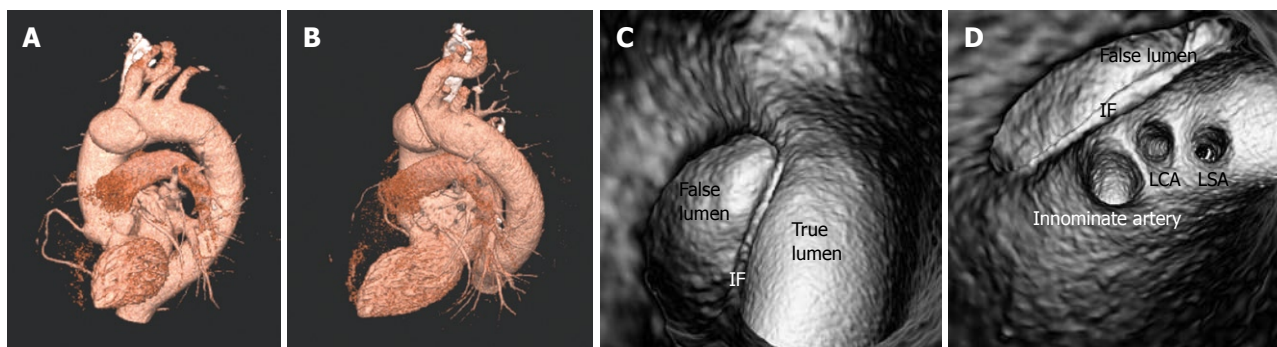 A
B
C
D
False
lumen
True
lumen
IF
False lumen
IF
LCA
LSA
Innominate artery